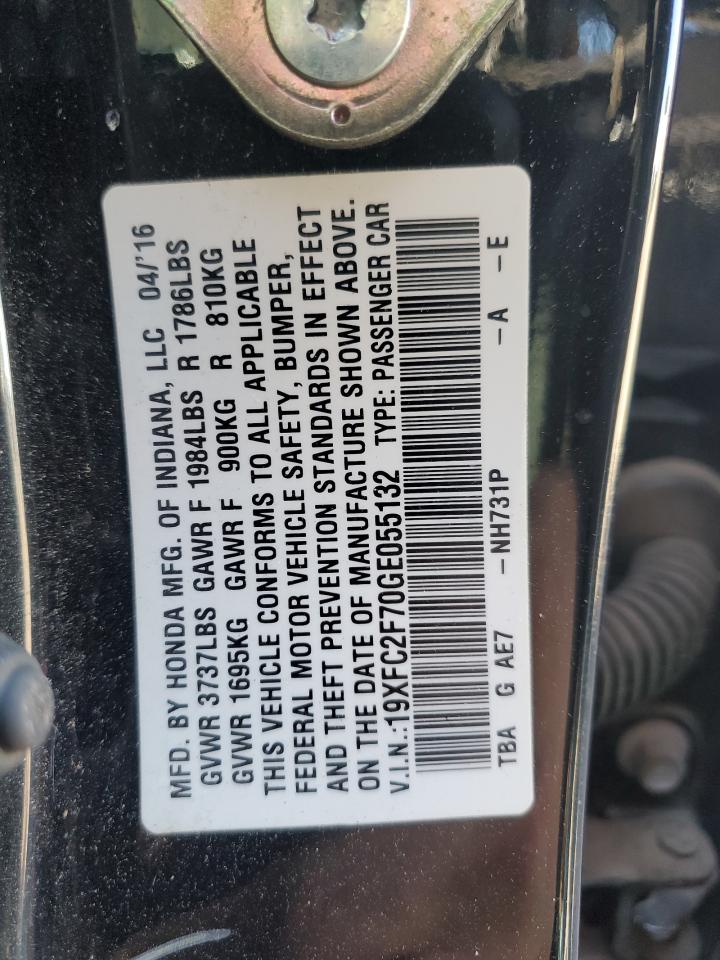 MFD. BY HONDA MFG. OF INDIANA, LLC 04/'16
GVWR 3737LBS GAWR F 1984LBS R 1786LBS
GVWR 1695KG GAWR F 900KG R 810KG
THIS VEHICLE CONFORMS TO ALL APPLICABLE
FEDERAL MOTOR VEHICLE SAFETY, BUMPER,
AND THEFT PREVENTION STANDARDS IN EFFECT
ON THE DATE OF MANUFACTURE SHOWN ABOVE.
V.I.N.:19XFC2F70GE055132 TYPE: PASSENGER CAR
TBA G AE7 -NH731P -A -E